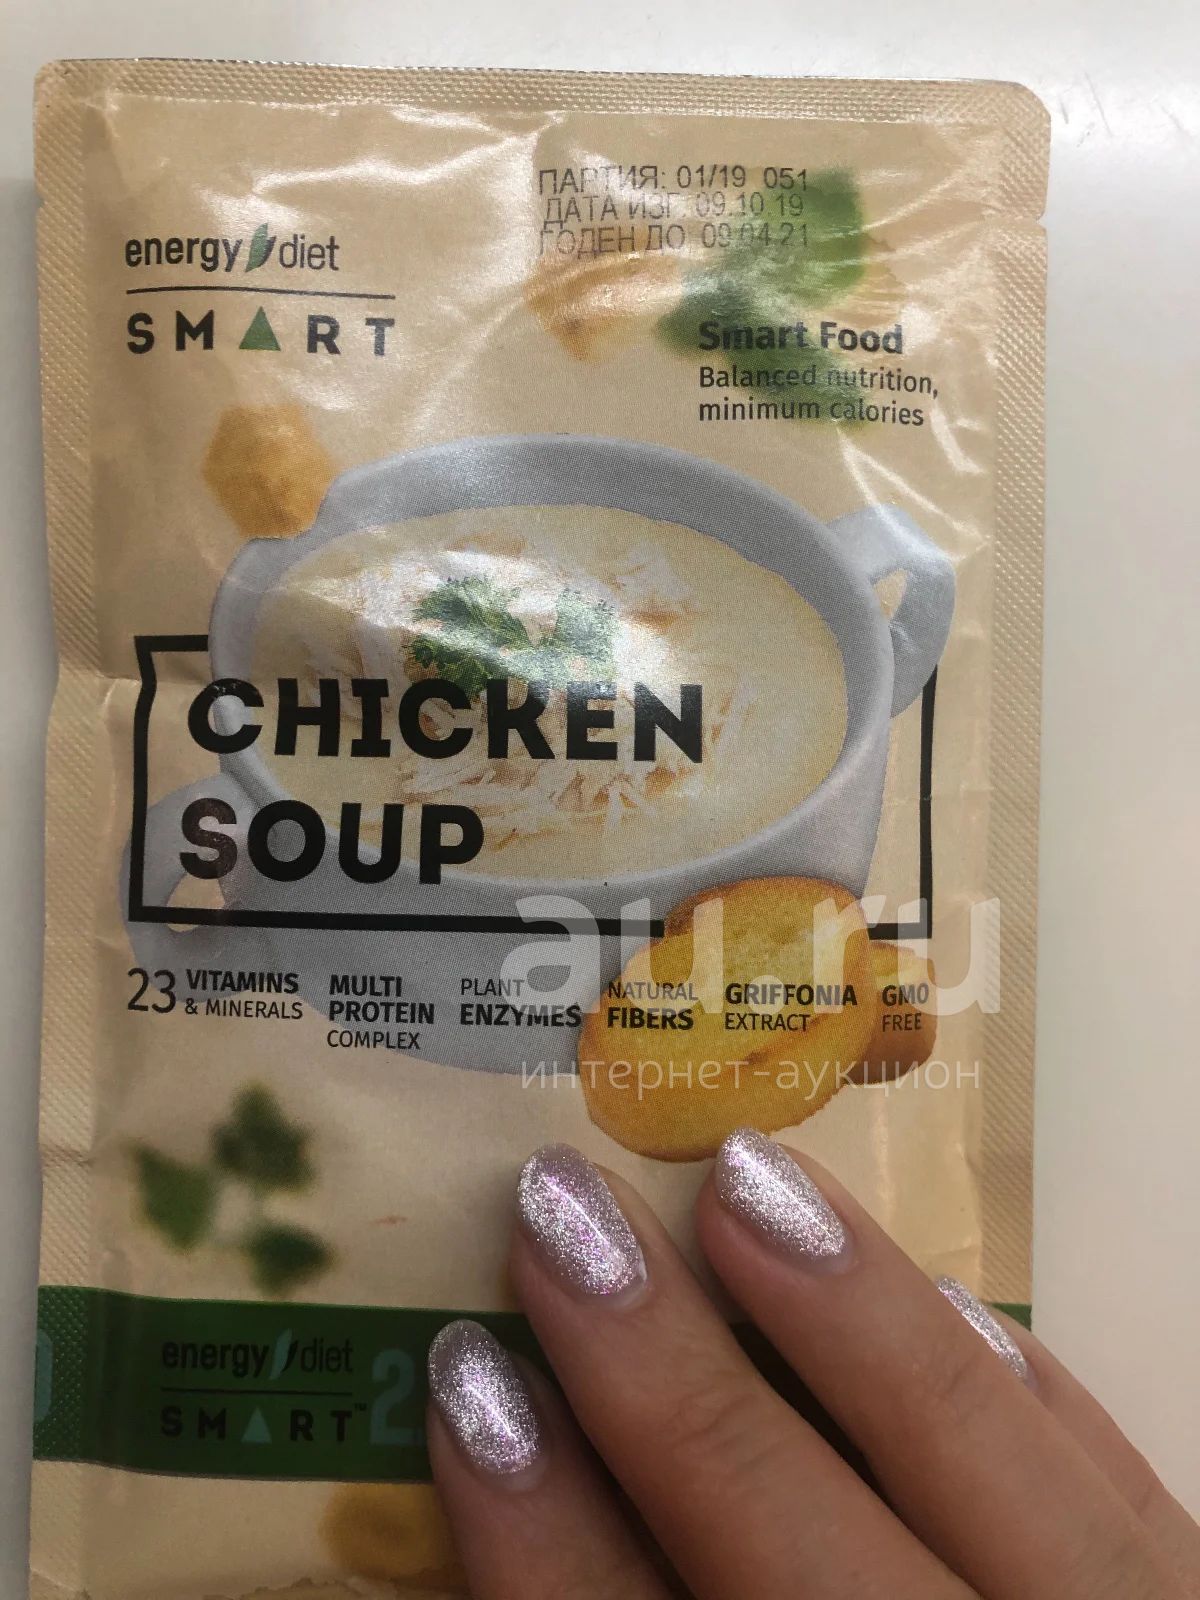 ПАРТИЯ: 01/19 051
ДАТА ИЗГ. 09.10.19
ГОДЕН ДО 09.04.21
energy diet
SMART
Smart Food
Balanced nutrition,
minimum calories
CHICKEN
SOUP
au.ru
интернет-аукцион
23 VITAMINS
& MINERALS
MULTI
PROTEIN
COMPLEX
PLANT
ENZYMES
NATURAL
FIBERS
GRIFFONIA
EXTRACT
GMO
FREE
energy diet
SMART™ 2